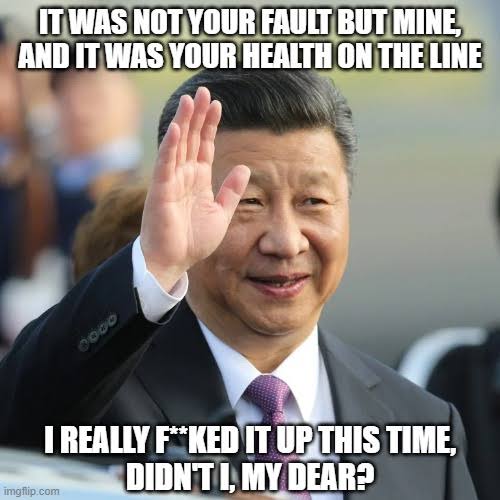 IT WAS NOT YOUR FAULT BUT MINE,
AND IT WAS YOUR HEALTH ON THE LINE
I REALLY F**KED IT UP THIS TIME,
DIDN'T I, MY DEAR?
imgflip.com